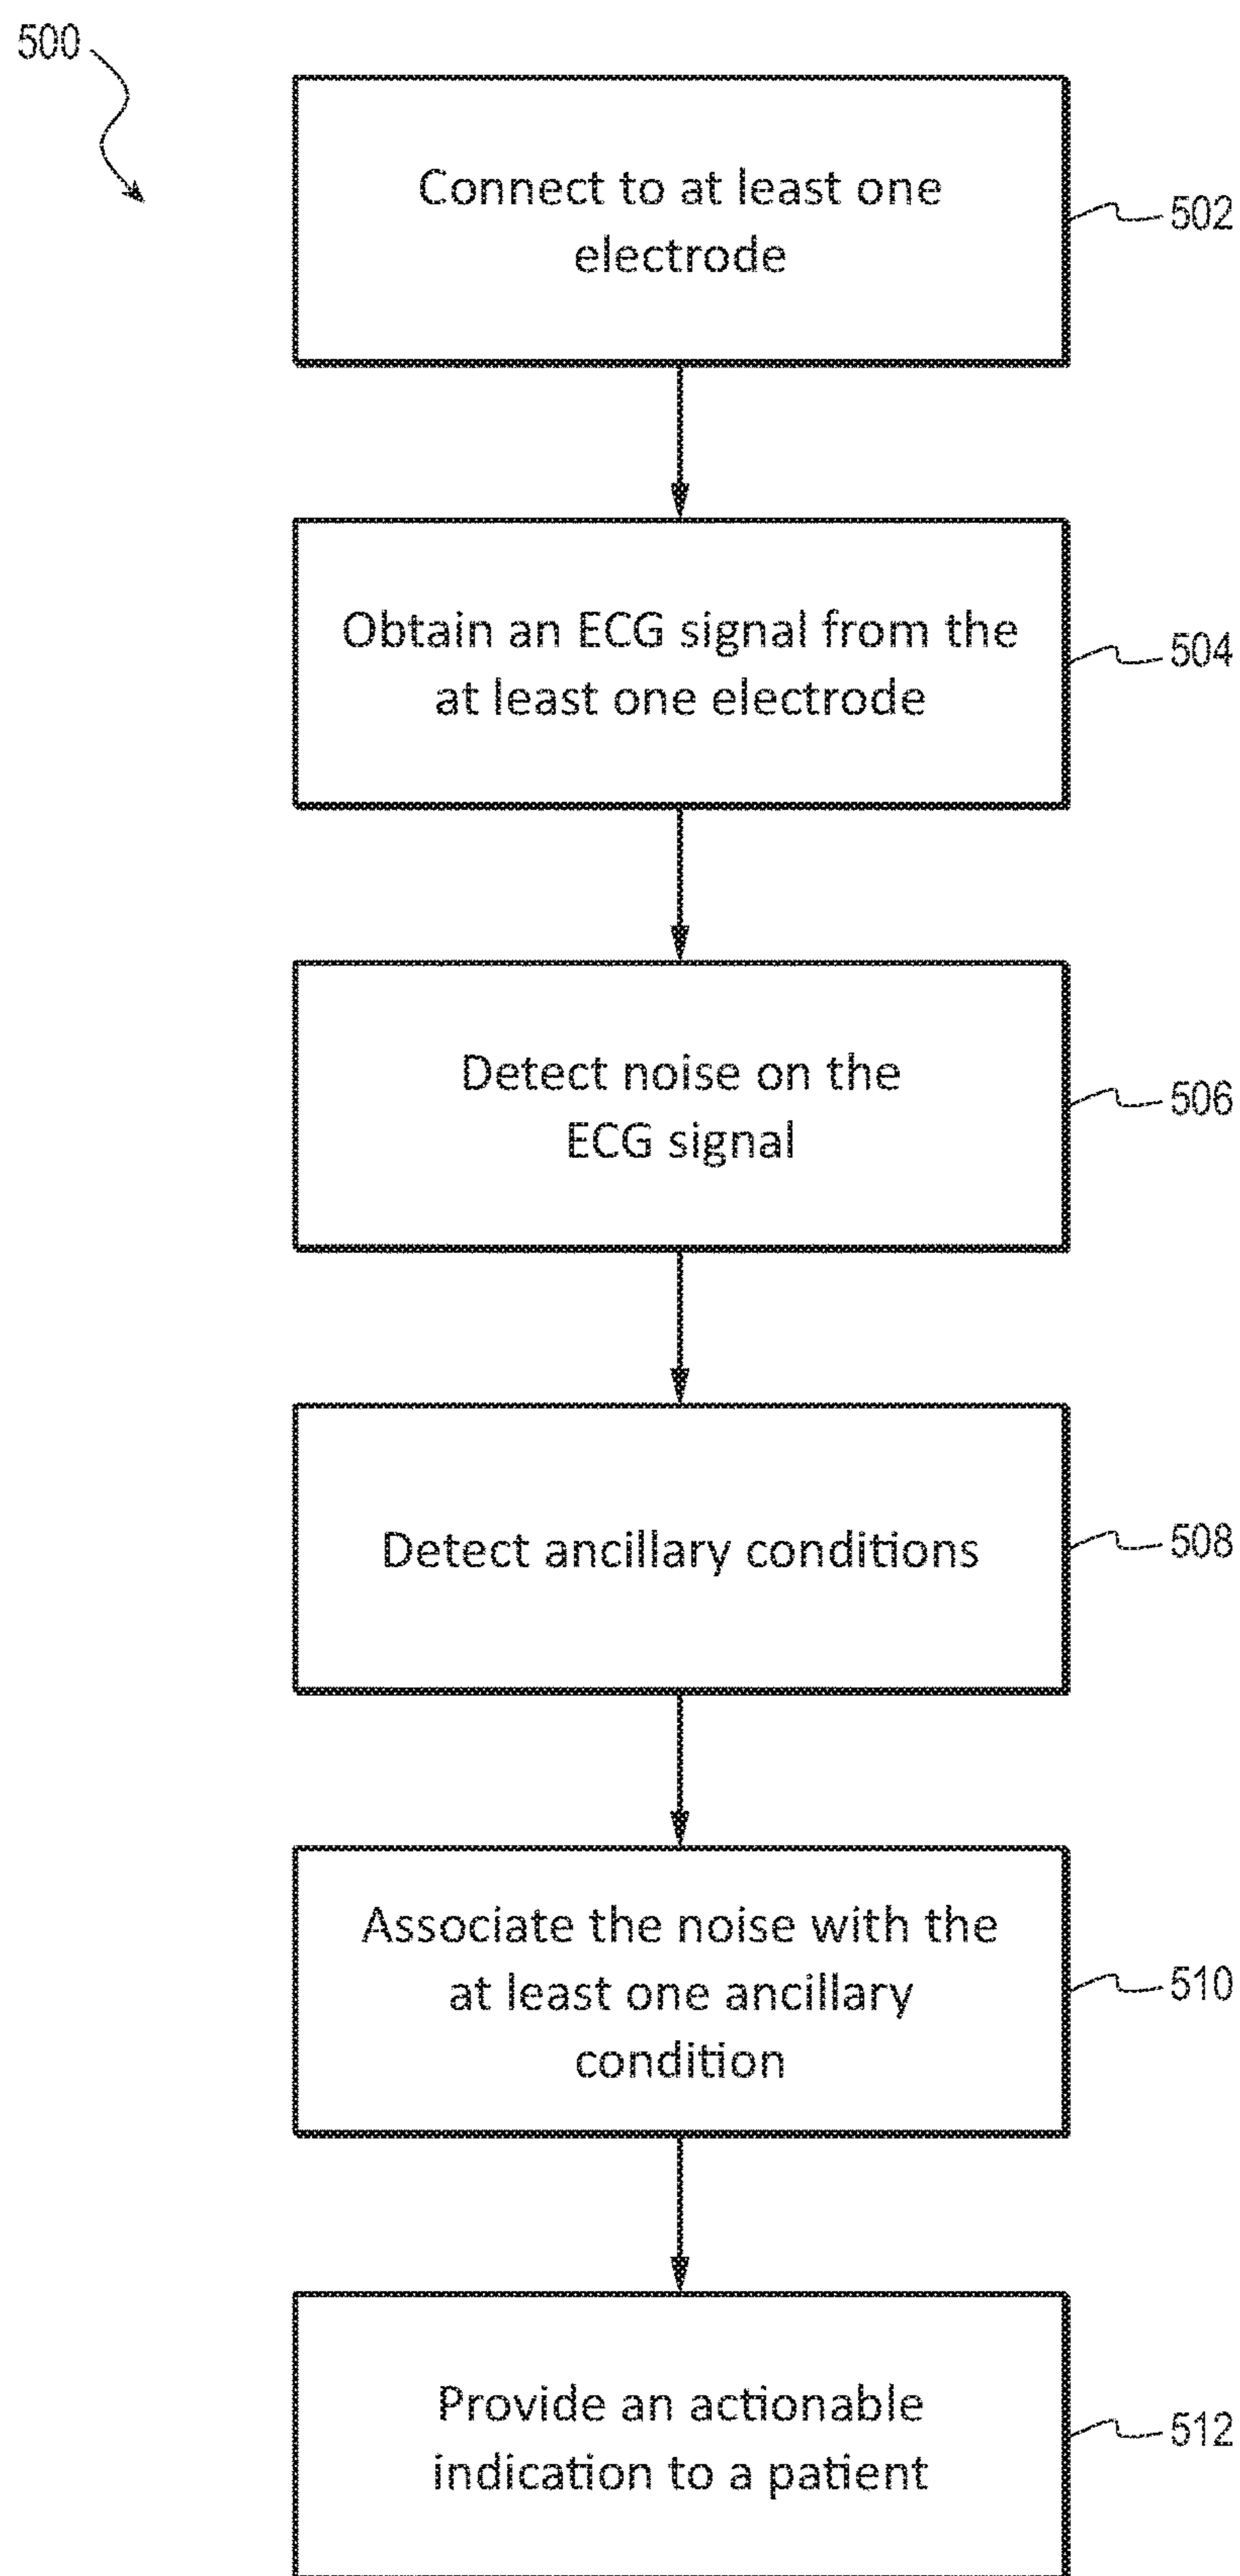 500
Connect to at least one
electrode
502
Obtain an ECG signal from the
at least one electrode
504
Detect noise on the
ECG signal
506
Detect ancillary conditions
508
Associate the noise with the
at least one ancillary
condition
510
Provide an actionable
indication to a patient
512